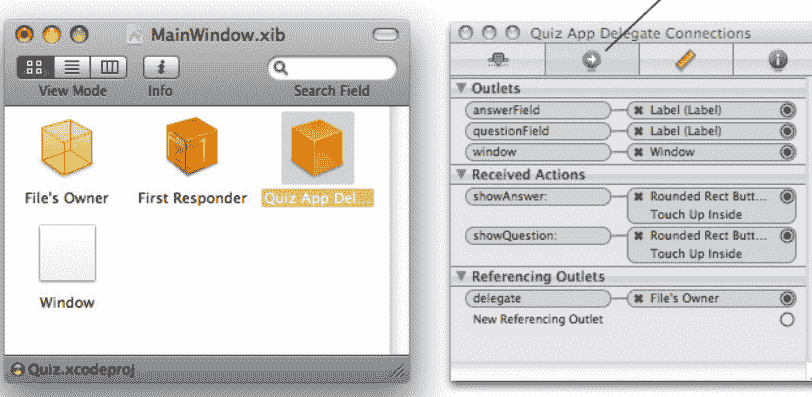 MainWindow.xib
View Mode
Info
Search Field
File's Owner
First Responder
Quiz App Del...
Window
Quiz.xcodeproj
Quiz App Delegate Connections
Outlets
answerField Label (Label)
questionField Label (Label)
window Window
Received Actions
showAnswer: Rounded Rect Butt...
Touch Up Inside
showQuestion: Rounded Rect Butt...
Touch Up Inside
Referencing Outlets
delegate File's Owner
New Referencing Outlet